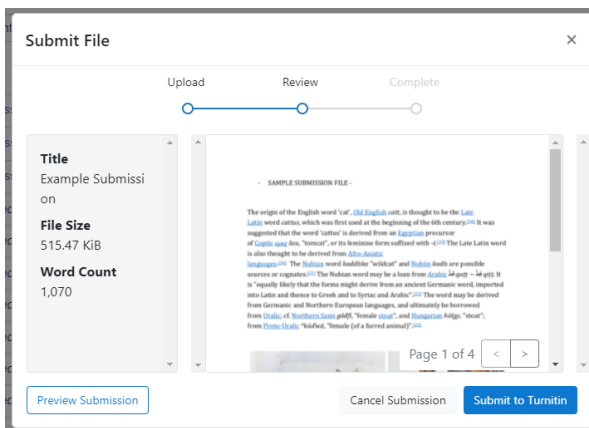 Submit File
×
Upload Review Complete
Title
Example Submissi
on
File Size
515.47 KiB
Word Count
1,070
- SAMPLE SUBMISSION FILE -
The origin of the English word 'cat', Old English catt, is thought to be the Late
Latin word cattus, which was first used at the beginning of the 6th century. It was
suggested that the word 'cattus' is derived from an Egyptian precursor
of Coptic ϣⲁⲩ šau, "tomcat", or its feminine form suffixed with -t. The Late Latin word
is also thought to be derived from Afro-Asiatic
languages. The Nubian word kaddîska "wildcat" and Nobiin kadīs are possible
sources or cognates. The Nubian word may be a loan from Arabic قَطّ qaṭṭ ~ قِطّ qiṭṭ. It
is "equally likely that the forms might derive from an ancient Germanic word, imported
into Latin and thence to Greek and to Syriac and Arabic". The word may be derived
from Germanic and Northern European languages, and ultimately be borrowed
from Uralic, cf. Northern Sami gáđfi, "female stoat", and Hungarian hölgy, "stoat";
from Proto-Uralic *käďwä, "female (of a furred animal)".
Page 1 of 4 < >
Preview Submission Cancel Submission Submit to Turnitin